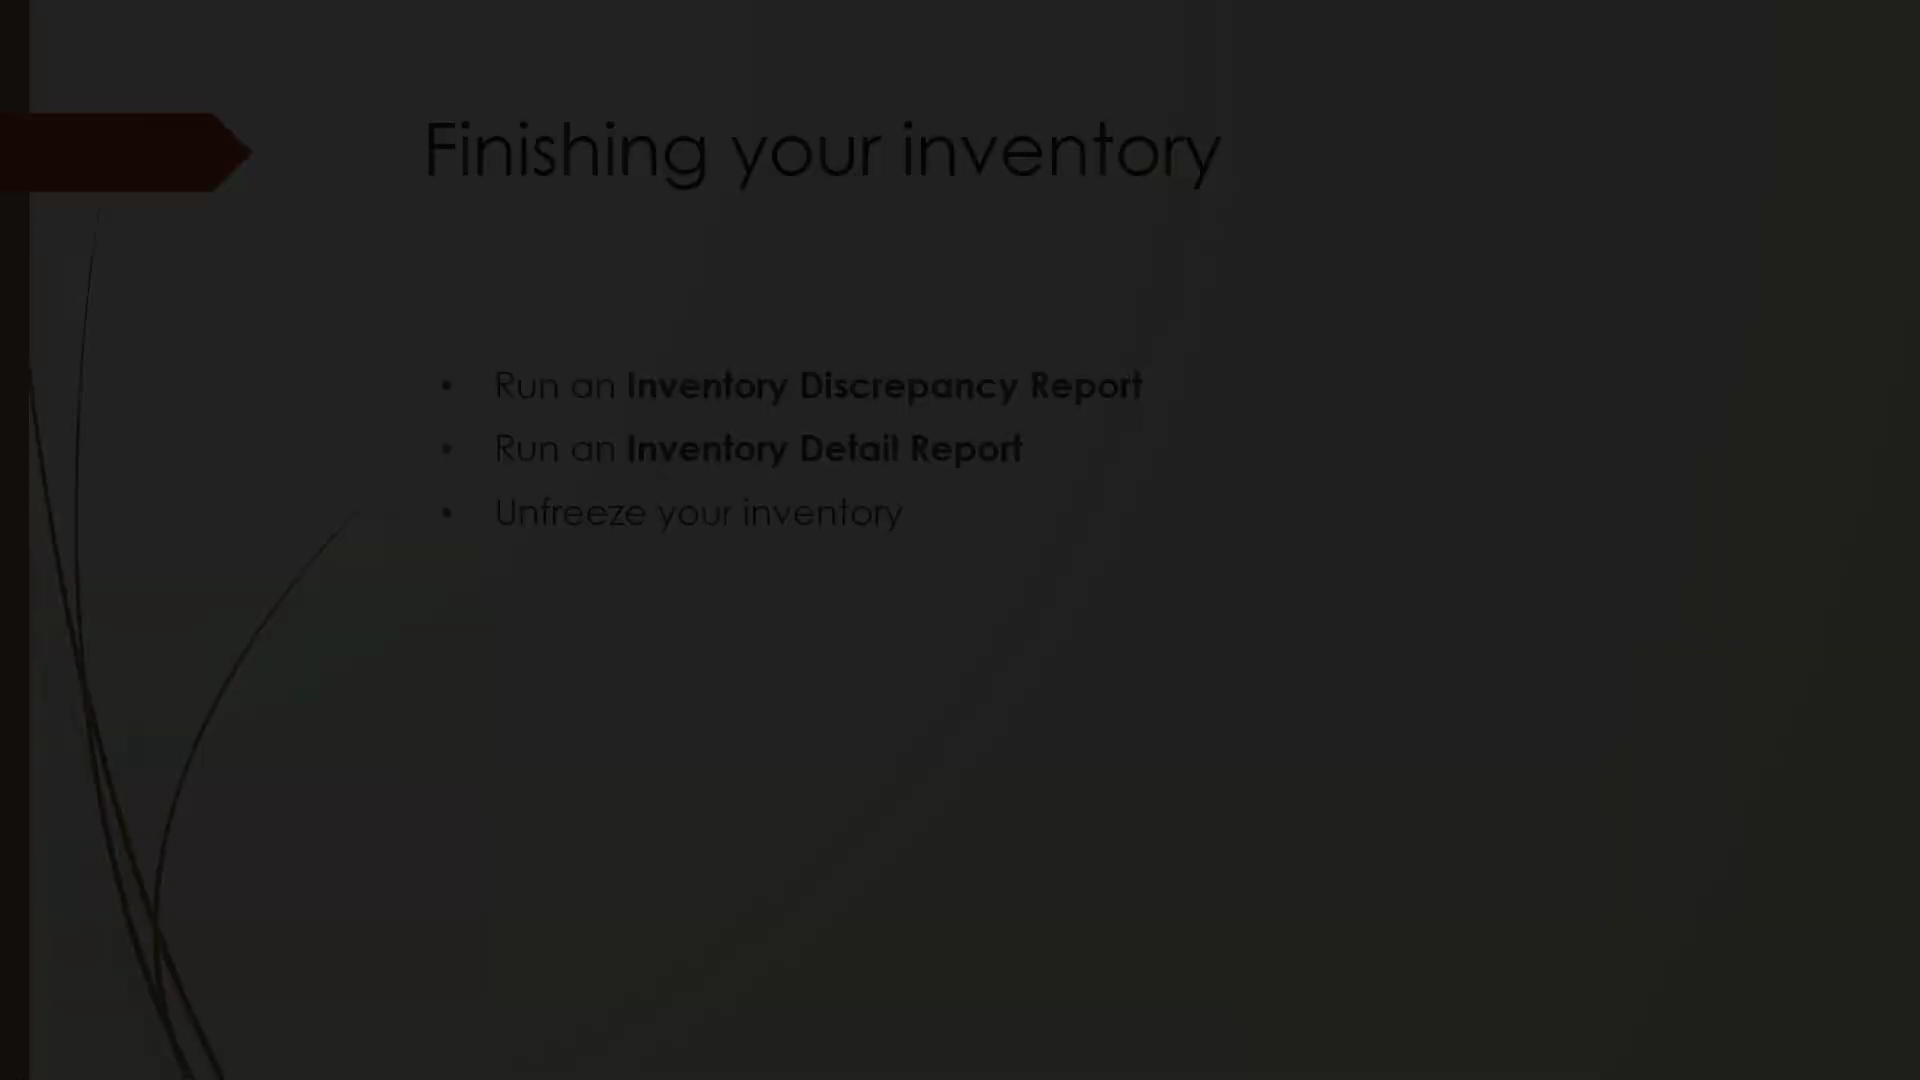 Finishing your inventory
• Run an Inventory Discrepancy Report
• Run an Inventory Detail Report
• Unfreeze your inventory